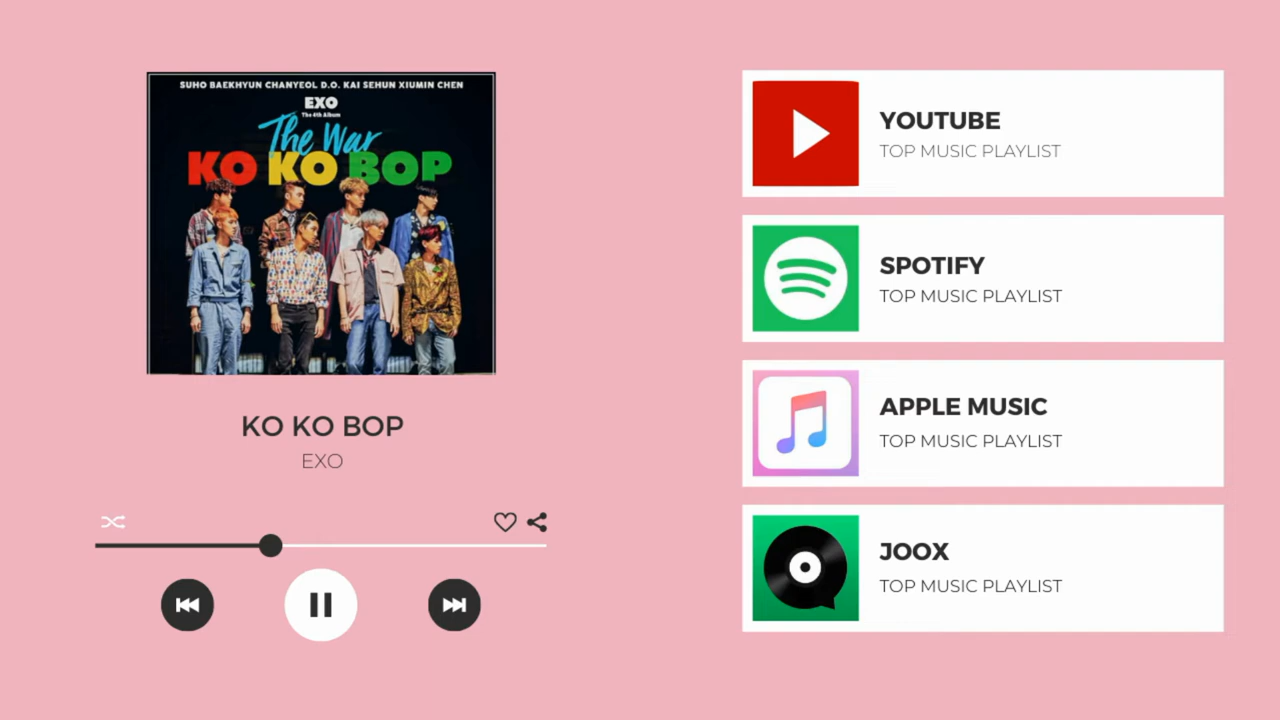 SUHO BAEKHYUN CHANYEOL D.O. KAI SEHUN XIUMIN CHEN
EXO
The 4th Album
The War
KO KO BOP
KO KO BOP
EXO
YOUTUBE
TOP MUSIC PLAYLIST
SPOTIFY
TOP MUSIC PLAYLIST
APPLE MUSIC
TOP MUSIC PLAYLIST
JOOX
TOP MUSIC PLAYLIST